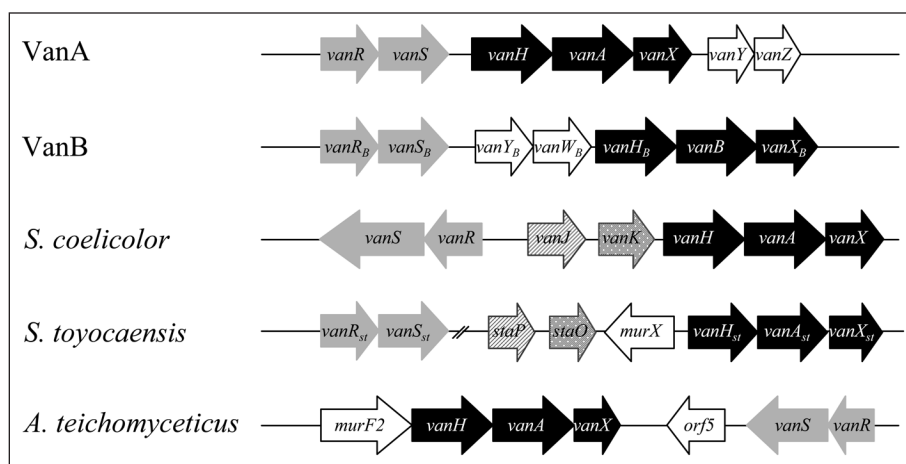 VanA vanR vanS vanH vanA vanX vanY vanZ
VanB vanR_B vanS_B vanY_B vanW_B vanH_B vanB vanX_B
S. coelicolor vanS vanR vanJ vanK vanH vanA vanX
S. toyocaensis vanR_st vanS_st staP staO murX vanH_st vanA_st vanX_st
A. teichomyceticus murF2 vanH vanA vanX orf5 vanS vanR